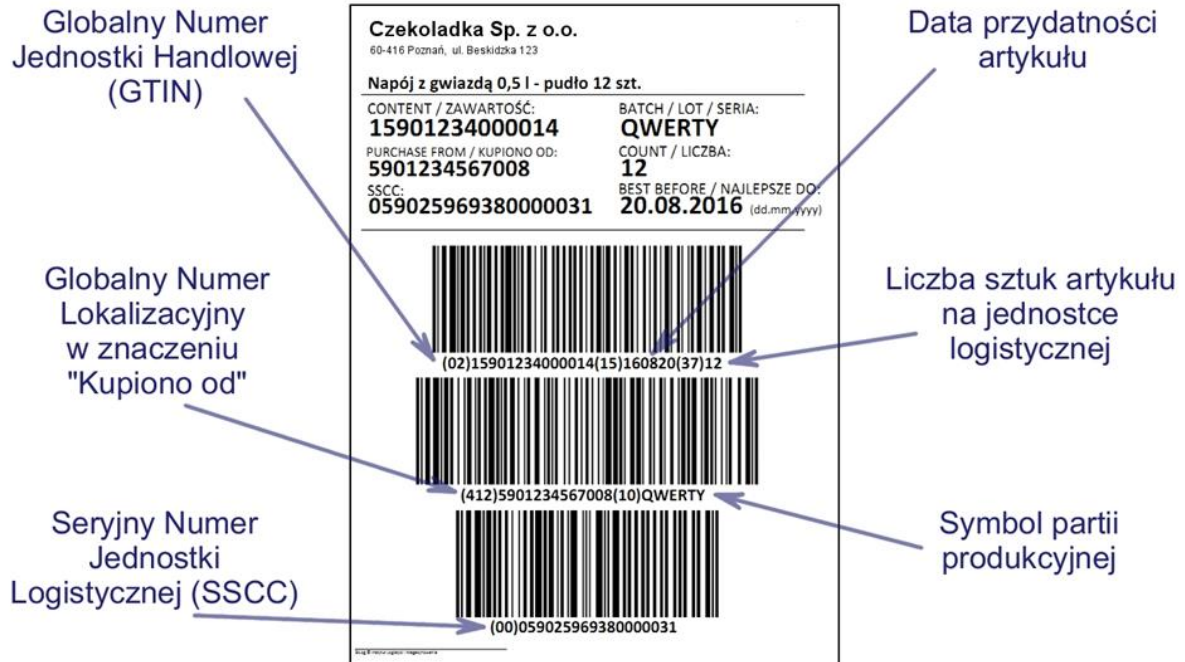 Globalny Numer
Jednostki Handlowej
(GTIN)
Data przydatności
artykułu
Czekoladka Sp. z o.o.
60-416 Poznań, ul. Beskidzka 123
Napój z gwiazdą 0,5 l - pudło 12 szt.
CONTENT / ZAWARTOŚĆ:
15901234000014
BATCH / LOT / SERIA:
QWERTY
PURCHASE FROM / KUPIONO OD:
5901234567008
COUNT / LICZBA:
12
SSCC:
059025969380000031
BEST BEFORE / NAJLEPSZE DO:
20.08.2016 (dd.mm.yyyy)
Globalny Numer
Lokalizacyjny
w znaczeniu
"Kupiono od"
Liczba sztuk artykułu
na jednostce
logistycznej
(02)15901234000014(15)160820(37)12
(412)5901234567008(10)QWERTY
Seryjny Numer
Jednostki
Logistycznej (SSCC)
Symbol partii
produkcyjnej
(00)059025969380000031